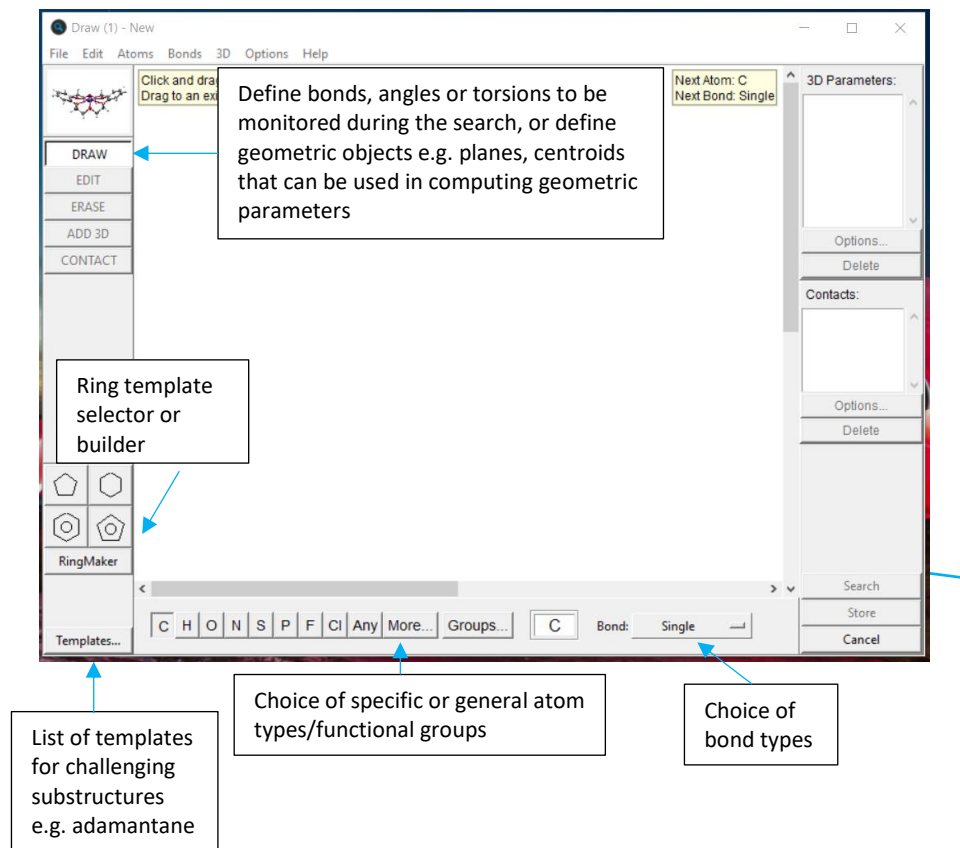 Draw (1) - New
File Edit Atoms Bonds 3D Options Help
Click and drag
Drag to an exi
Next Atom: C
Next Bond: Single
3D Parameters:
Define bonds, angles or torsions to be
monitored during the search, or define
geometric objects e.g. planes, centroids
that can be used in computing geometric
parameters
DRAW
EDIT
ERASE
ADD 3D
CONTACT
Options...
Delete
Contacts:
Options...
Delete
Ring template
selector or
builder
RingMaker
Templates...
C H O N S P F Cl Any More... Groups... C Bond: Single
Search
Store
Cancel
List of templates
for challenging
substructures
e.g. adamantane
Choice of specific or general atom
types/functional groups
Choice of
bond types